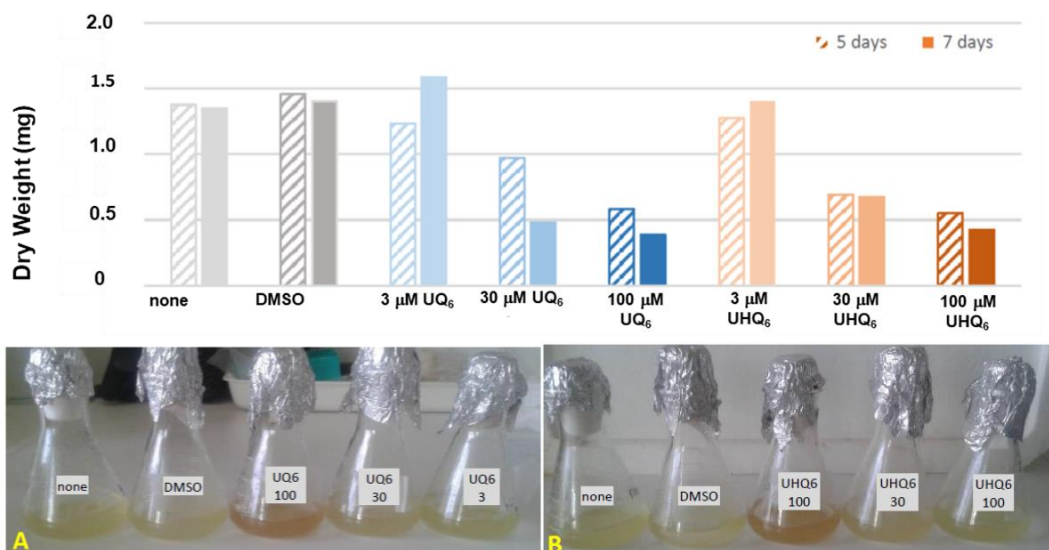 2.0
5 days
7 days
1.5
Dry Weight (mg)
1.0
0.5
0
none
DMSO
3 µM UQ₆
30 µM UQ₆
100 µM
UQ₆
3 µM
UHQ₆
30 µM
UHQ₆
100 µM
UHQ₆
none
DMSO
UQ6
100
UQ6
30
UQ6
3
A
none
DMSO
UHQ6
100
UHQ6
30
UHQ6
100
B